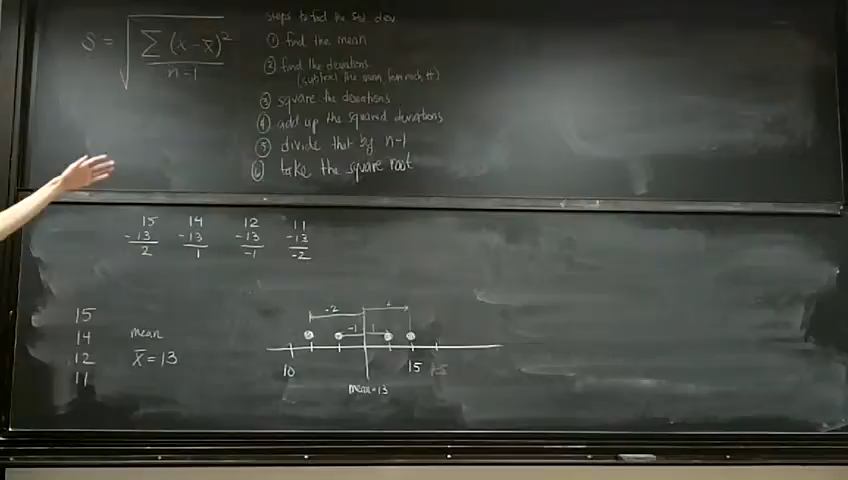 S = √ Σ (x - x̄)² / n-1
steps to find the std dev
① find the mean
② find the deviations
(subtract the mean from each #)
③ square the deviations
④ add up the squared deviations
⑤ divide that by n-1
⑥ take the square root
15 14 12 11
-13 -13 -13 -13
2 1 -1 -2
15
14
12
11
mean
x̄ = 13
-2 2
-1 1
10 15
mean=13